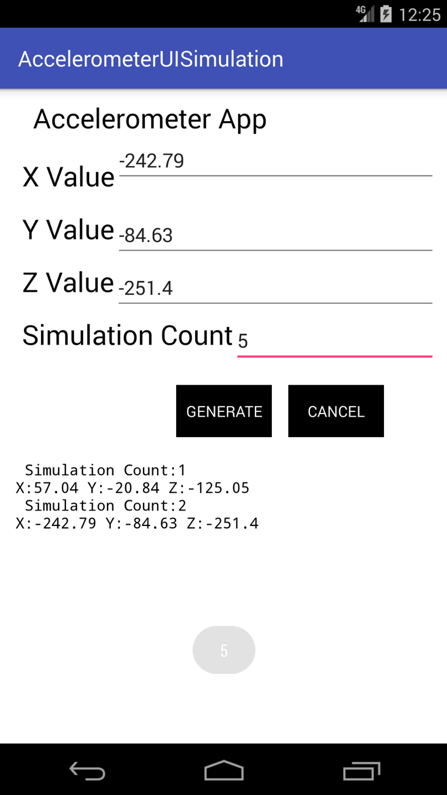 4G 12:25
AccelerometerUISimulation
Accelerometer App
X Value -242.79
Y Value -84.63
Z Value -251.4
Simulation Count 5
GENERATE CANCEL
Simulation Count:1
X:57.04 Y:-20.84 Z:-125.05
Simulation Count:2
X:-242.79 Y:-84.63 Z:-251.4
5